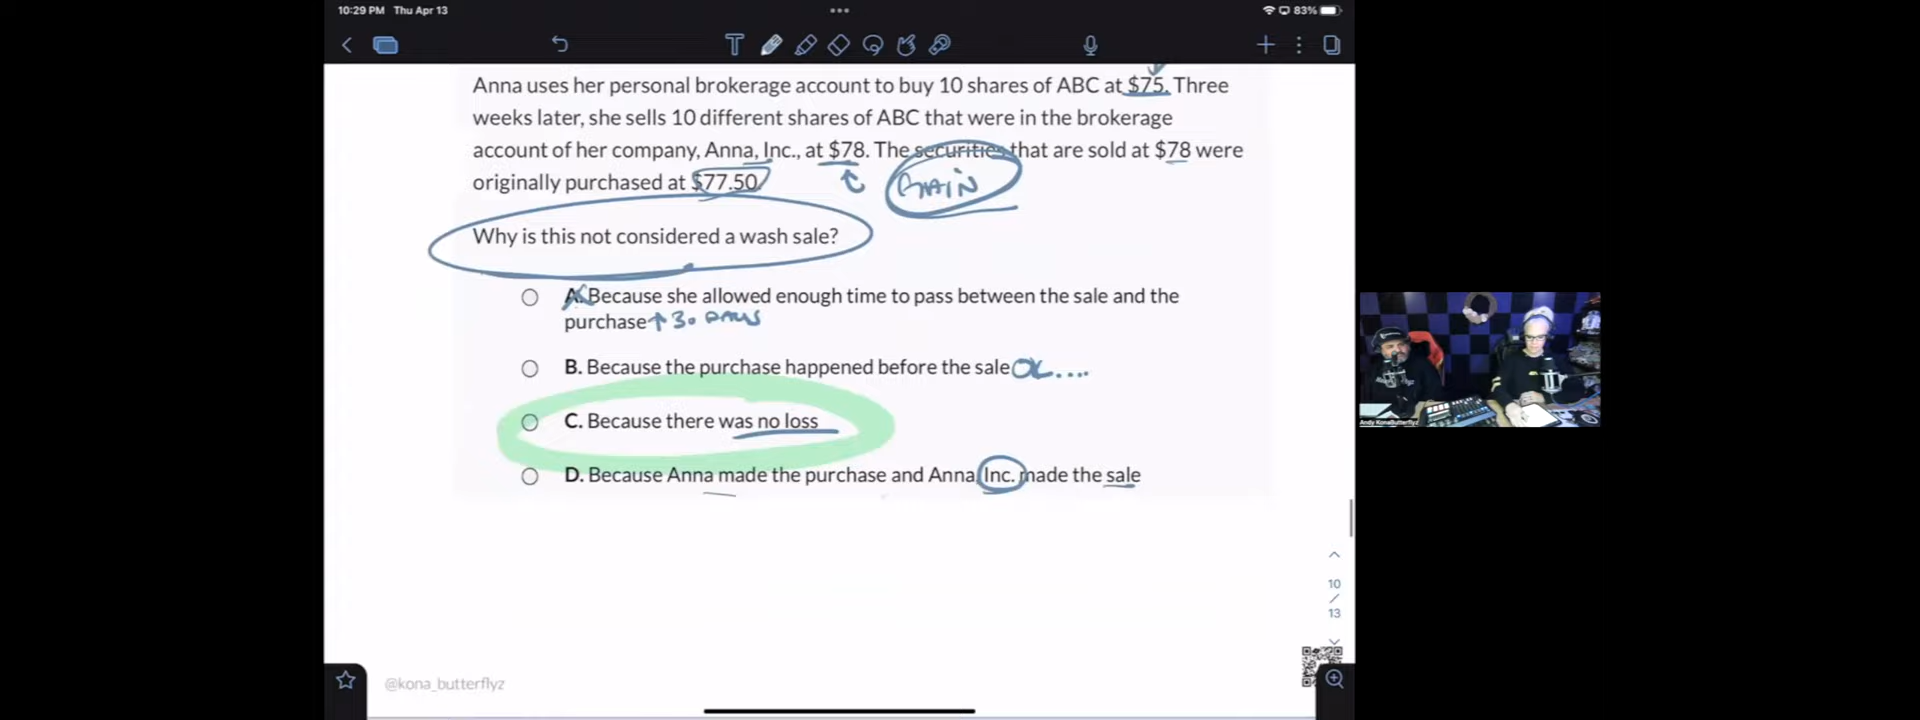 10:29 PM Thu Apr 13
83%
Anna uses her personal brokerage account to buy 10 shares of ABC at $75. Three
weeks later, she sells 10 different shares of ABC that were in the brokerage
account of her company, Anna, Inc., at $78. The securities that are sold at $78 were
originally purchased at $77.50.
GAIN
Why is this not considered a wash sale?
A. Because she allowed enough time to pass between the sale and the
purchase ↑ 30 DAYS
B. Because the purchase happened before the sale OK....
C. Because there was no loss
D. Because Anna made the purchase and Anna, Inc. made the sale
10
/
13
@kona_butterflyz
Andy KonaButterflyz